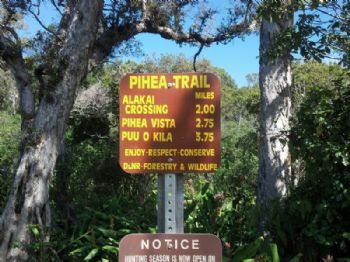 PIHEA TRAIL
ALAKAI MILES
CROSSING 2.00
PIHEA VISTA 2.75
PUU O KILA 3.75
ENJOY-RESPECT-CONSERVE
DLNR-FORESTRY & WILDLIFE
NOTICE
HUNTING SEASON IS NOW OPEN ON